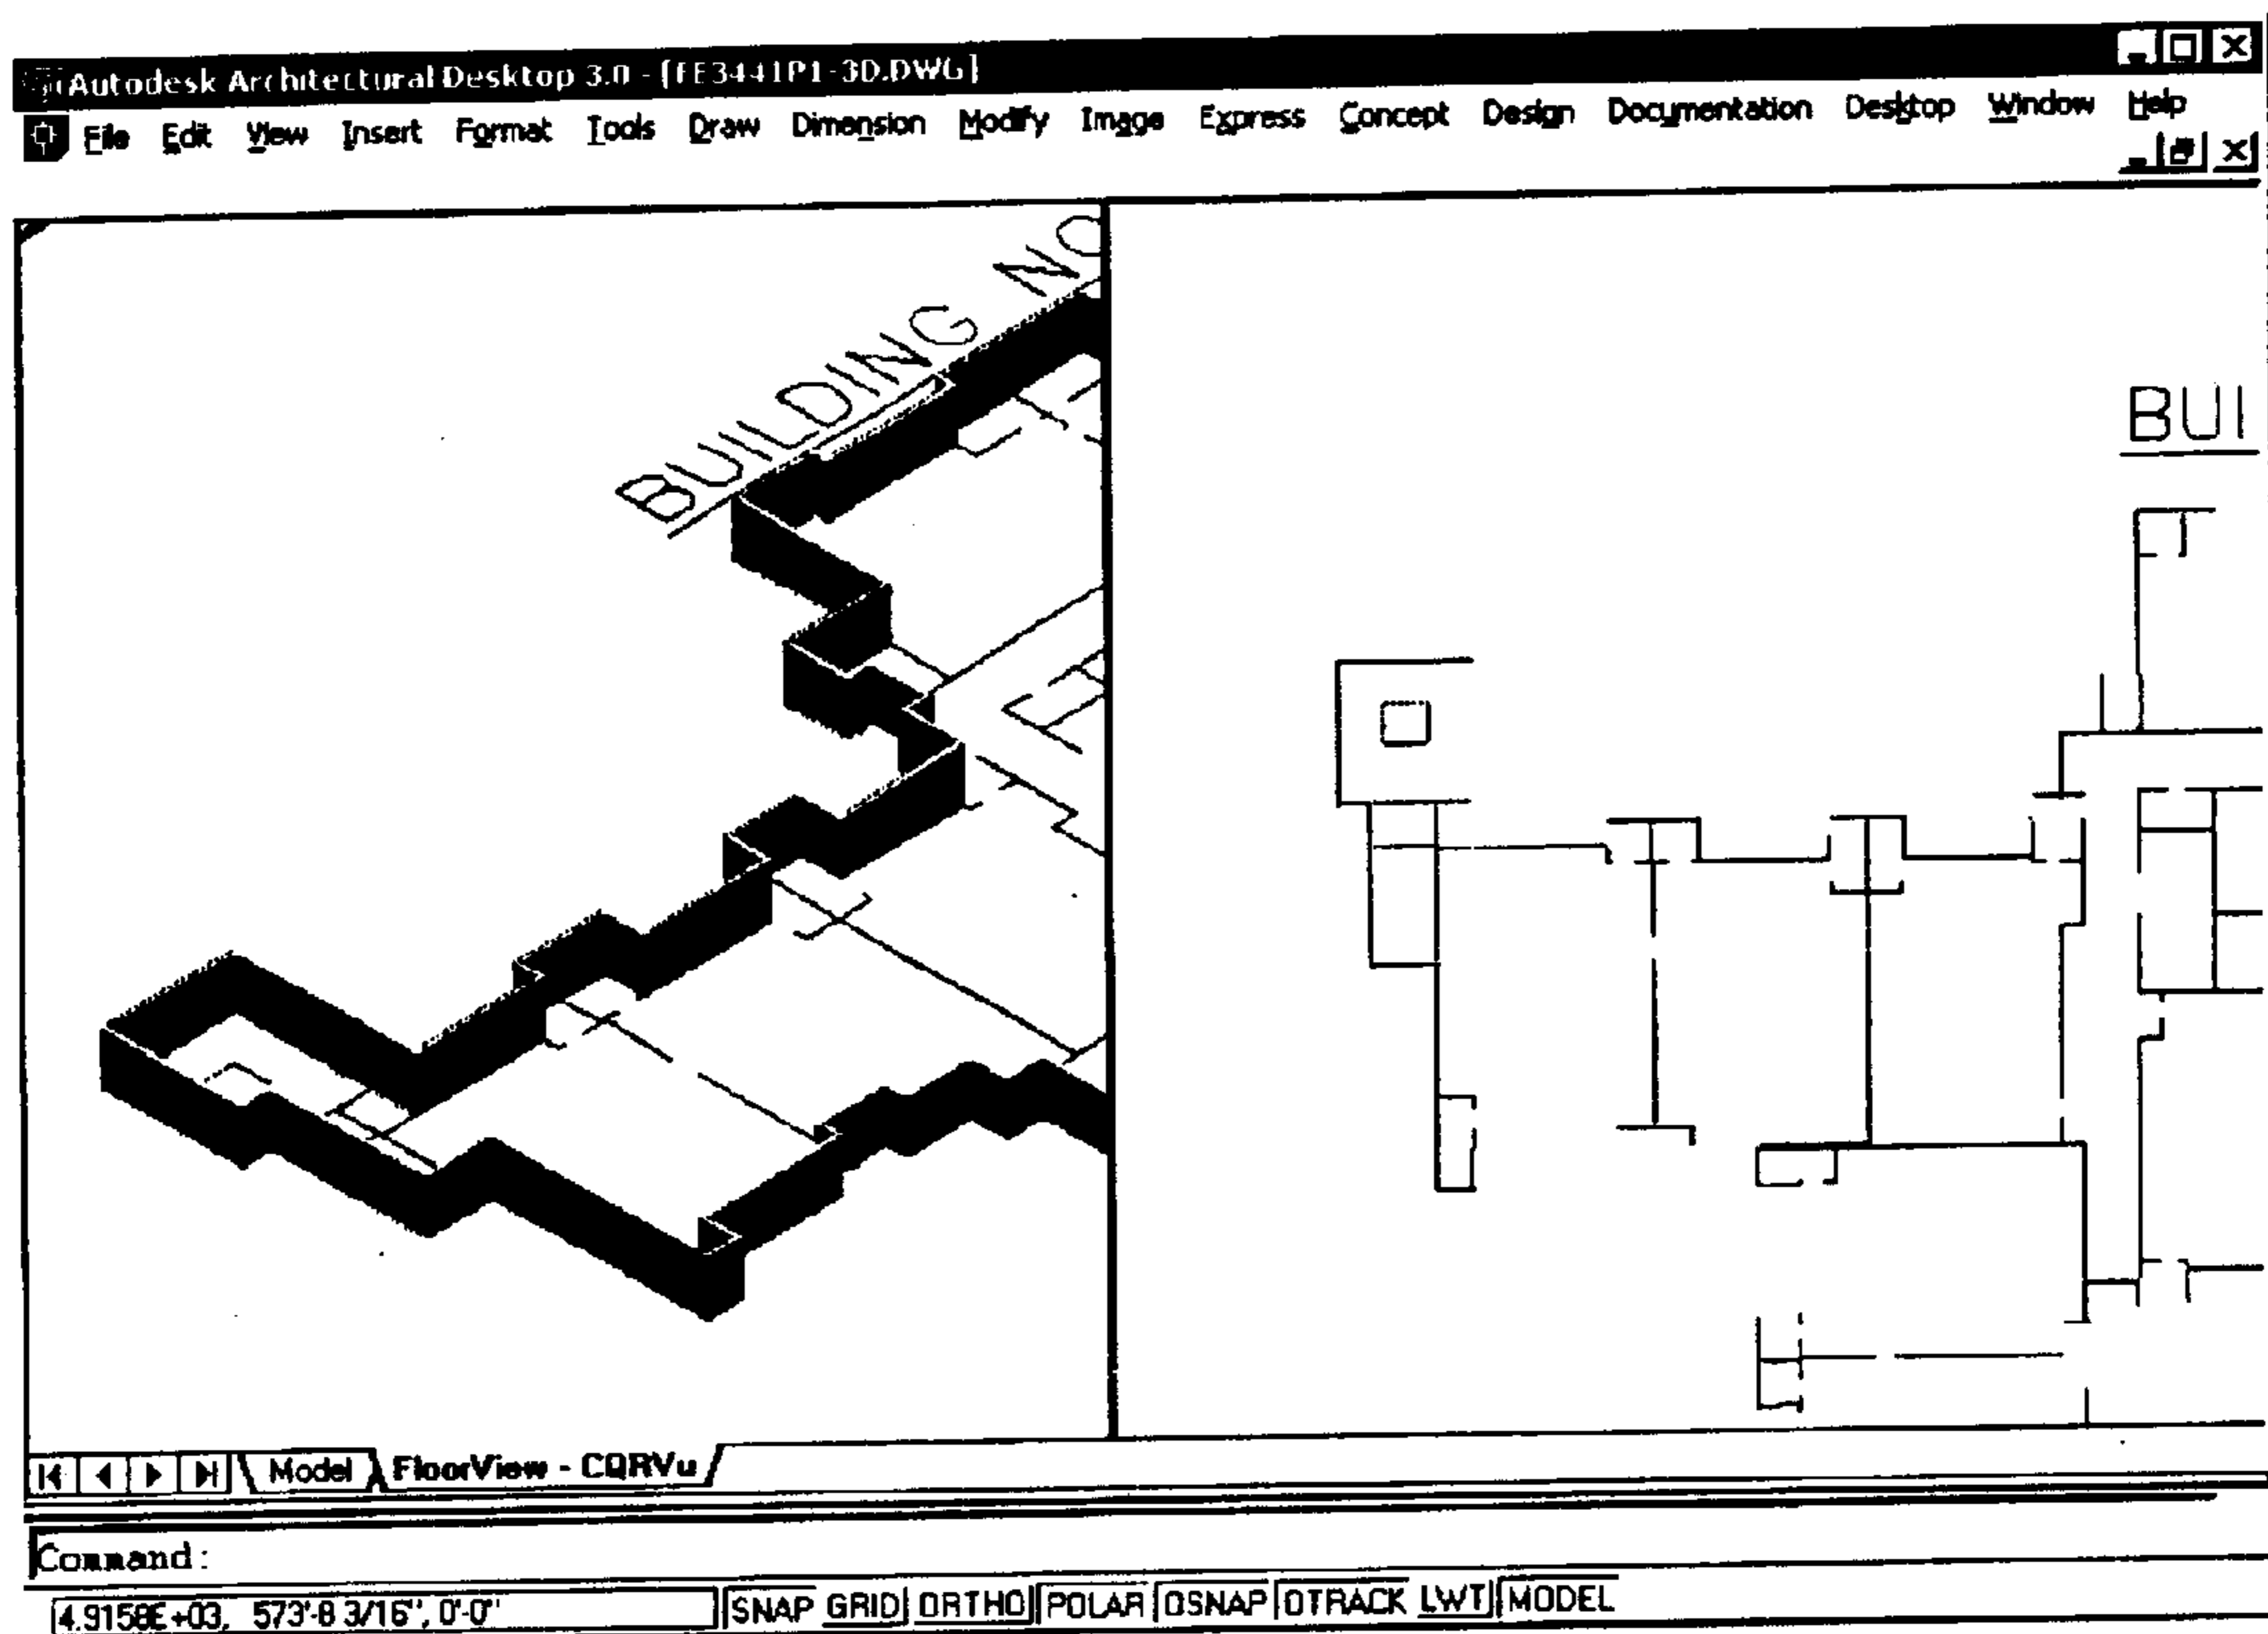 Autodesk Architectural Desktop 3.0 - [FE3441P1-3D.DWG]
File Edit View Insert Format Tools Draw Dimension Modify Image Express Concept Design Documentation Desktop Window Help
BUILDING NO
BUI
Model FloorView - CQRVu
Command:
4.9158E+03, 573'-8 3/16", 0'-0" SNAP GRID ORTHO POLAR OSNAP OTRACK LWT MODEL